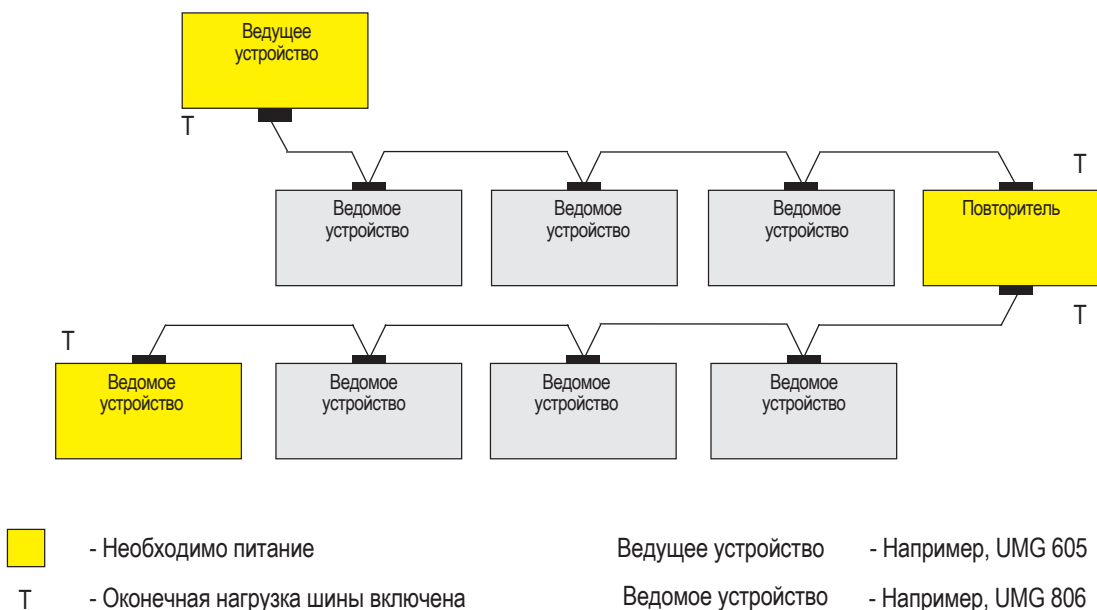 Ведущее
устройство
T
T
Ведомое
устройство
Ведомое
устройство
Ведомое
устройство
Повторитель
T
T
Ведомое
устройство
Ведомое
устройство
Ведомое
устройство
Ведомое
устройство
- Необходимо питание
Ведущее устройство - Например, UMG 605
T - Оконечная нагрузка шины включена
Ведомое устройство - Например, UMG 806